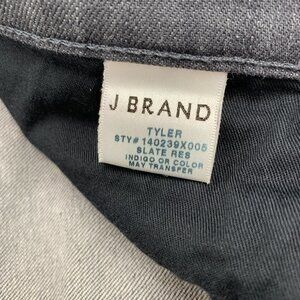 J BRAND
TYLER
STY# 140239X005
SLATE RES
INDIGO OR COLOR
MAY TRANSFER